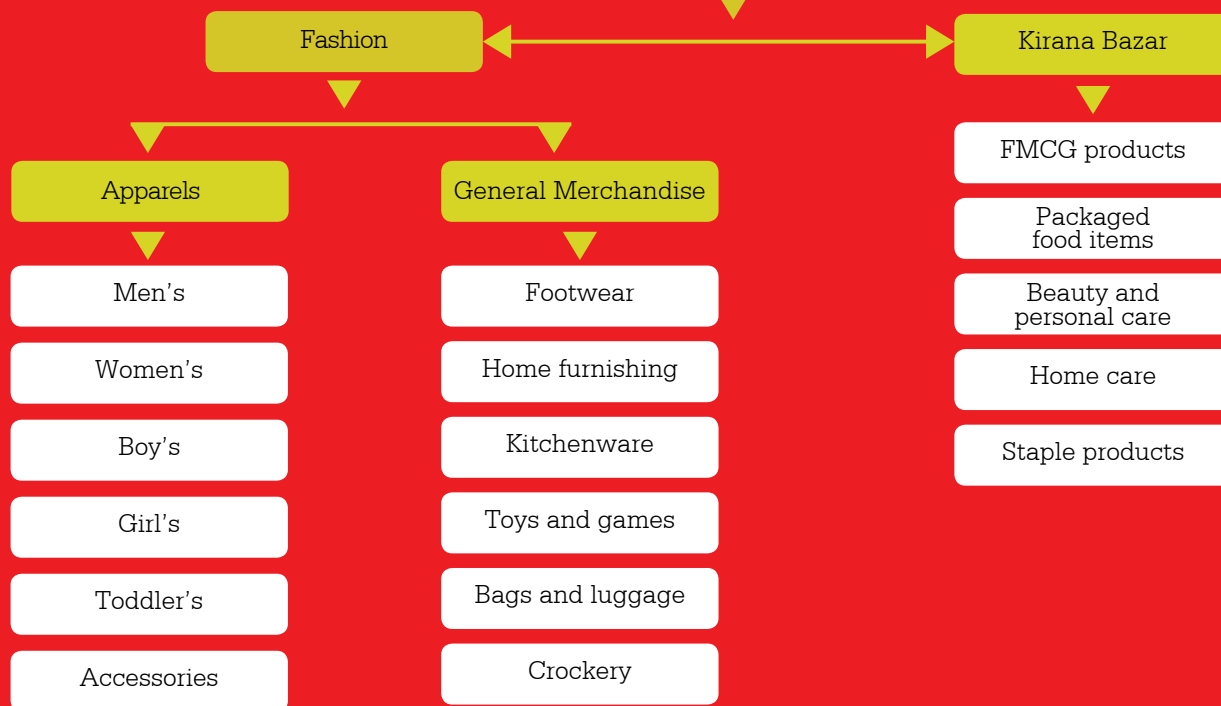 Fashion
Kirana Bazar
Apparels
Men’s
Women’s
Boy’s
Girl’s
Toddler’s
Accessories
General Merchandise
Footwear
Home furnishing
Kitchenware
Toys and games
Bags and luggage
Crockery
FMCG products
Packaged
food items
Beauty and
personal care
Home care
Staple products